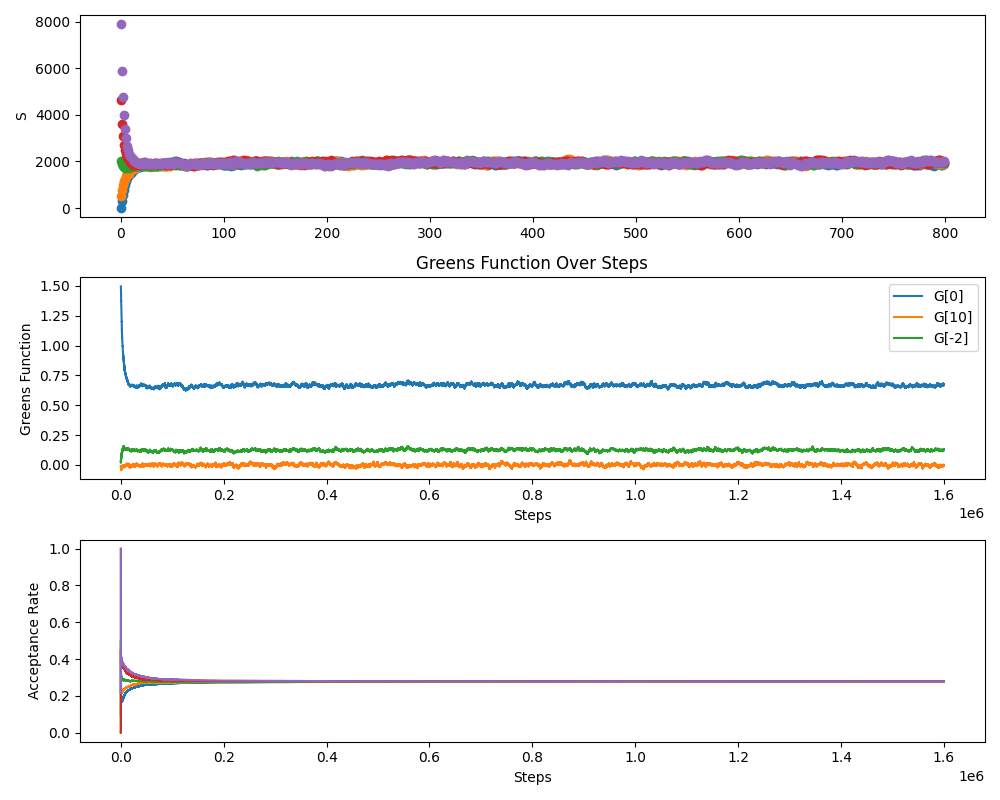 8000
6000
4000
2000
0
S
0 100 200 300 400 500 600 700 800
Greens Function Over Steps
1.50
1.25
1.00
0.75
0.50
0.25
0.00
Greens Function
G[0]
G[10]
G[-2]
0.0 0.2 0.4 0.6 0.8 1.0 1.2 1.4 1.6
1e6
Steps
1.0
0.8
0.6
0.4
0.2
0.0
Acceptance Rate
0.0 0.2 0.4 0.6 0.8 1.0 1.2 1.4 1.6
1e6
Steps